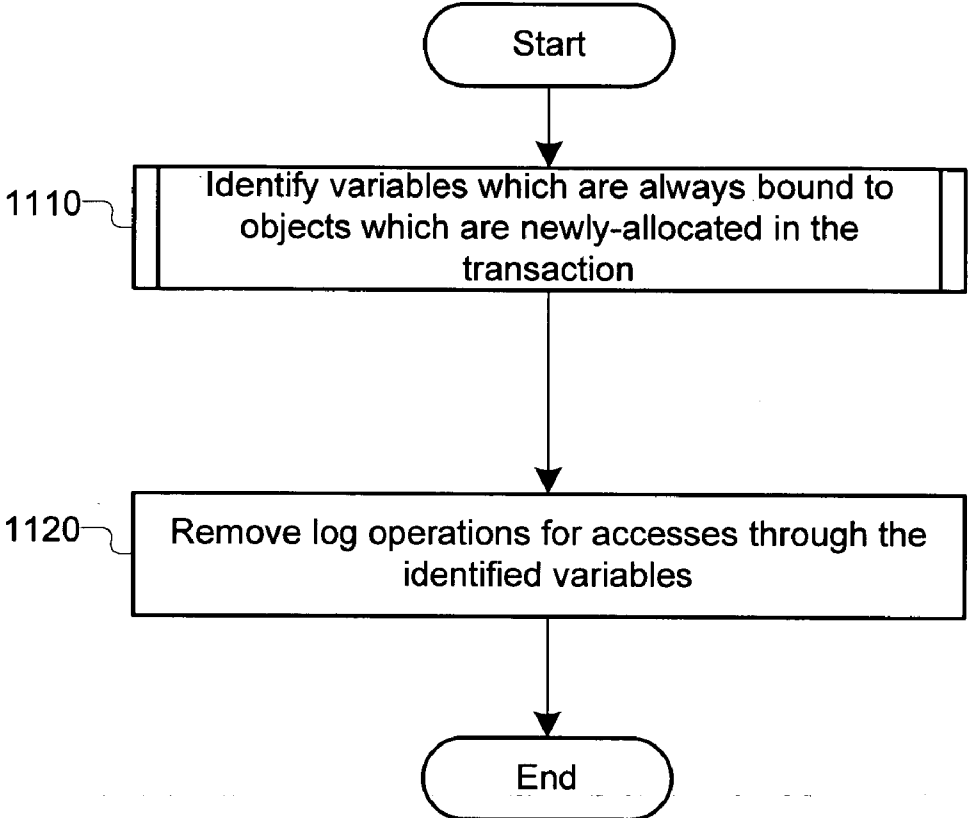 Start
1110
Identify variables which are always bound to
objects which are newly-allocated in the
transaction
1120
Remove log operations for accesses through the
identified variables
End